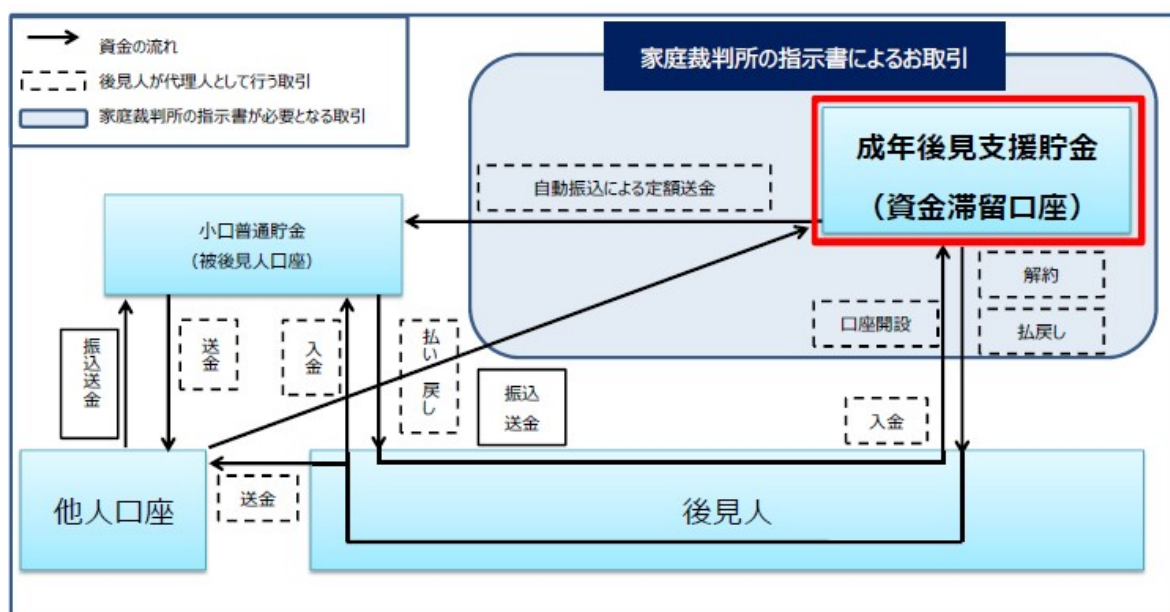 資金の流れ
後見人が代理人として行う取引
家庭裁判所の指示書が必要となる取引
家庭裁判所の指示書によるお取引
成年後見支援貯金
（資金滞留口座）
自動振込による定額送金
小口普通貯金
（被後見人口座）
解約
口座開設
払戻し
振込送金
送金
入金
払い戻し
振込
送金
入金
他人口座
送金
後見人